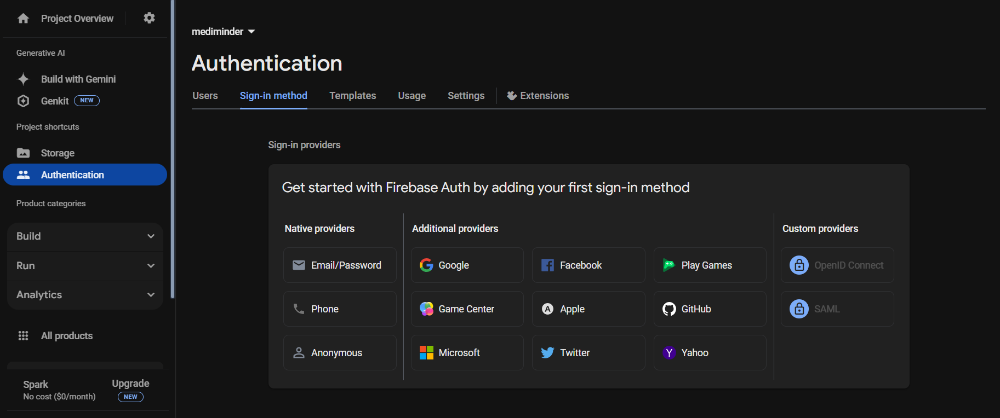 Project Overview
Generative AI
Build with Gemini
Genkit NEW
Project shortcuts
Storage
Authentication
Product categories
Build
Run
Analytics
All products
Spark
No cost ($0/month)
Upgrade
NEW
mediminder
Authentication
Users Sign-in method Templates Usage Settings Extensions
Sign-in providers
Get started with Firebase Auth by adding your first sign-in method
Native providers
Email/Password
Phone
Anonymous
Additional providers
Google Facebook Play Games
Game Center Apple GitHub
Microsoft Twitter Yahoo
Custom providers
OpenID Connect
SAML